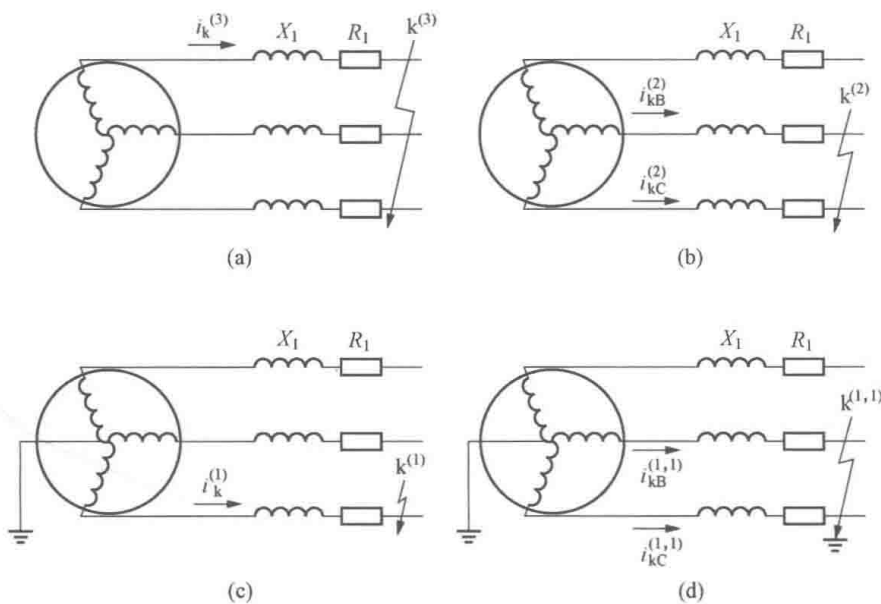 i_k^(3) X_1 R_1 k^(3)
(a)
X_1 R_1
i_kB^(2) k^(2)
i_kC^(2)
(b)
X_1 R_1
i_k^(1) k^(1)
(c)
X_1 R_1
k^(1,1)
i_kB^(1,1)
i_kC^(1,1)
(d)